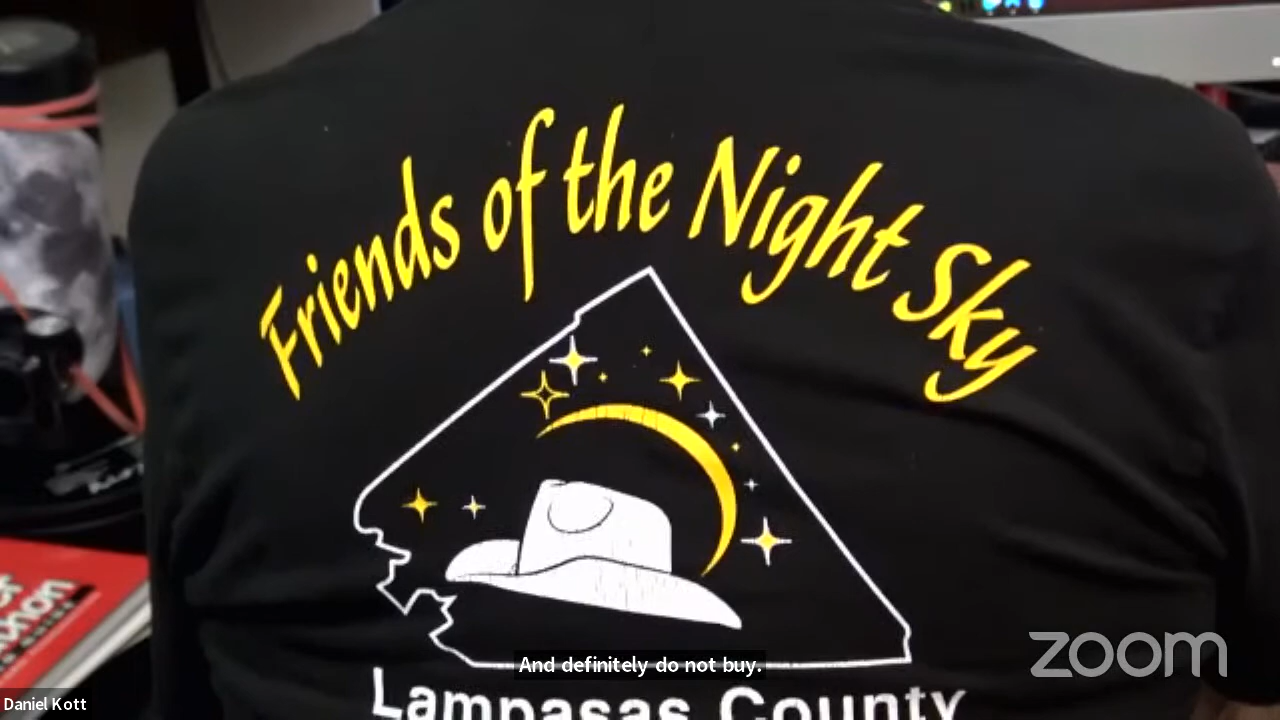 Friends of the Night Sky
And definitely do not buy.
zoom
Daniel Kott
Lampasas County